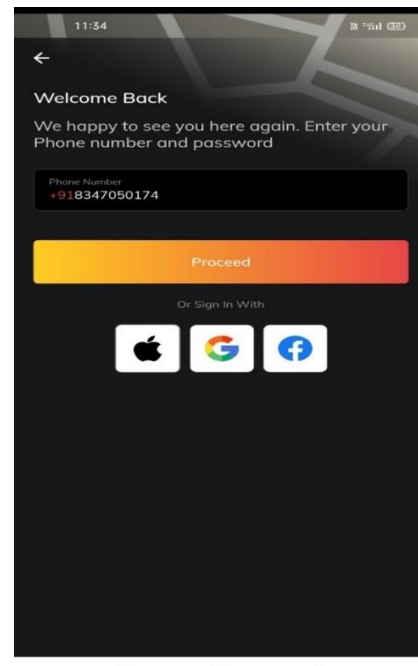 11:34
Welcome Back
We happy to see you here again. Enter your
Phone number and password
Phone Number
+918347050174
Proceed
Or Sign In With